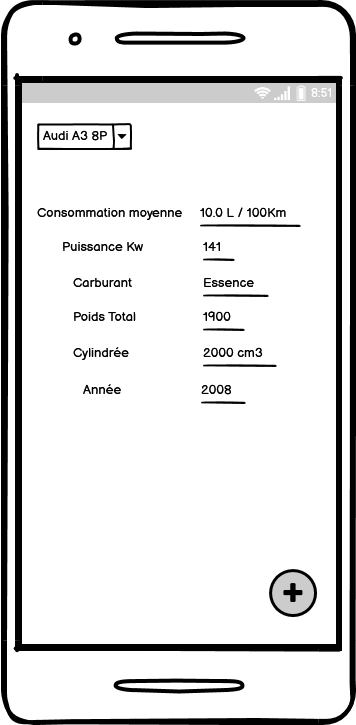 8:51
Audi A3 8P
Consommation moyenne 10.0 L / 100Km
Puissance Kw 141
Carburant Essence
Poids Total 1900
Cylindrée 2000 cm3
Année 2008